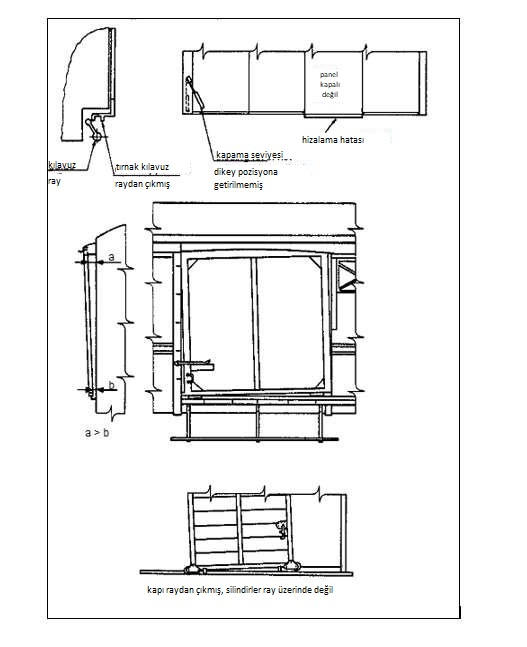 panel
kapalı
değil
hizalama hatası
kılavuz
ray
tırnak kılavuz
raydan çıkmış
kapama seviyesi
dikey pozisyona
getirilmemiş
a
b
a > b
kapı raydan çıkmış, silindirler ray üzerinde değil